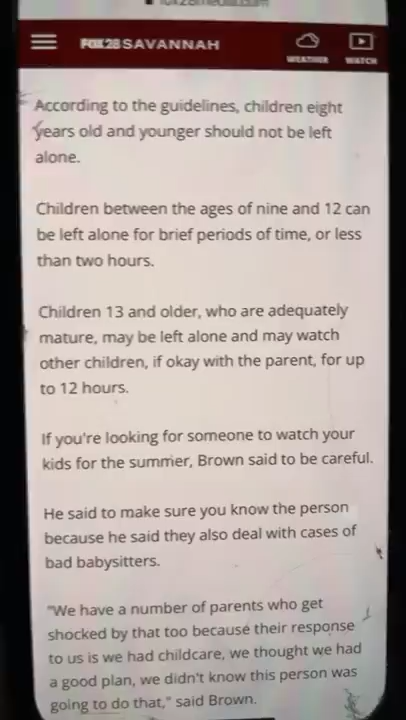 FOX28 SAVANNAH
WEATHER
WATCH
According to the guidelines, children eight
years old and younger should not be left
alone.
Children between the ages of nine and 12 can
be left alone for brief periods of time, or less
than two hours.
Children 13 and older, who are adequately
mature, may be left alone and may watch
other children, if okay with the parent, for up
to 12 hours.
If you're looking for someone to watch your
kids for the summer, Brown said to be careful.
He said to make sure you know the person
because he said they also deal with cases of
bad babysitters.
"We have a number of parents who get
shocked by that too because their response
to us is we had childcare, we thought we had
a good plan, we didn't know this person was
going to do that," said Brown.